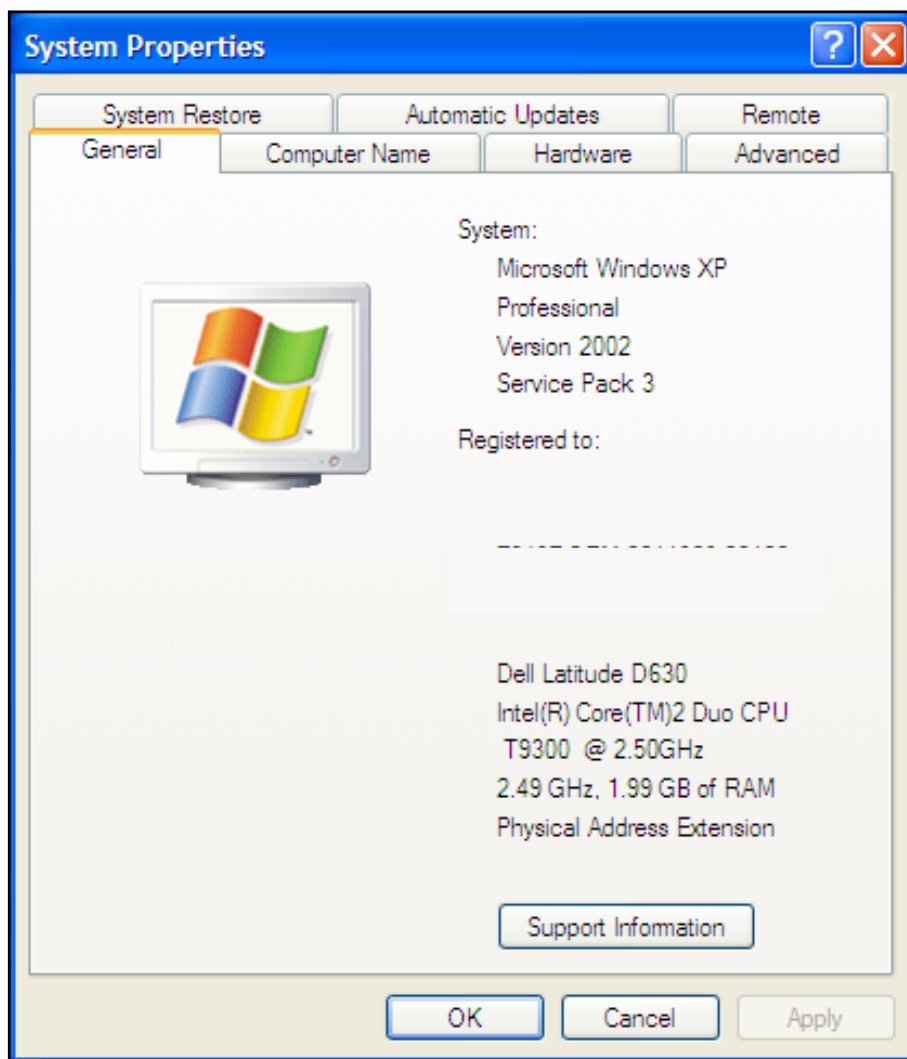 System Properties
System Restore Automatic Updates Remote
General Computer Name Hardware Advanced
System:
Microsoft Windows XP
Professional
Version 2002
Service Pack 3
Registered to:
Dell Latitude D630
Intel(R) Core(TM)2 Duo CPU
T9300 @ 2.50GHz
2.49 GHz, 1.99 GB of RAM
Physical Address Extension
Support Information
OK Cancel Apply